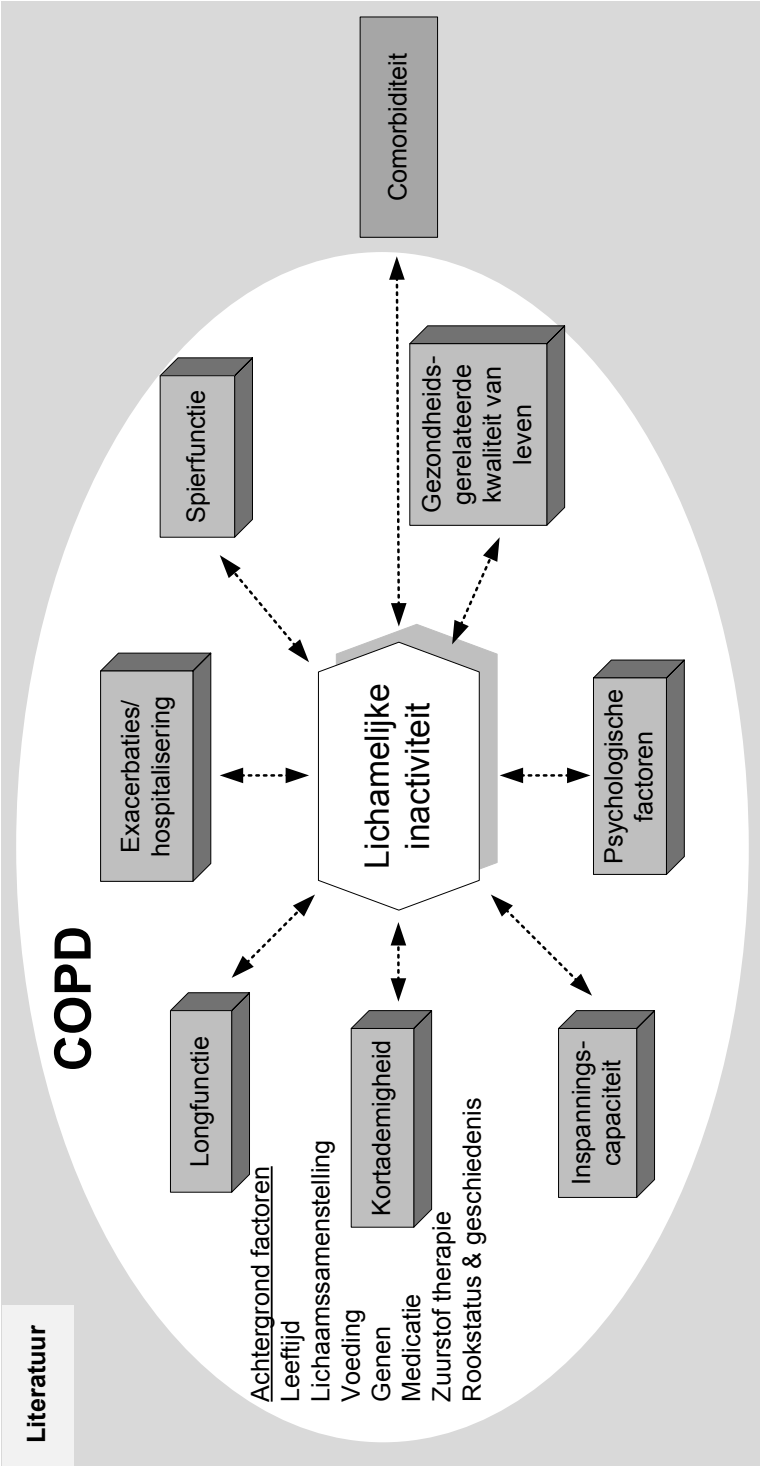 Literatuur
COPD
Longfunctie
Exacerbaties/
hospitalisering
Spierfunctie
Achtergrond factoren
Leeftijd
Lichaamssamenstelling
Voeding
Genen
Medicatie
Zuurstof therapie
Rookstatus & geschiedenis
Kortademigheid
Lichamelijke
inactiviteit
Comorbiditeit
Gezondheids-
gerelateerde
kwaliteit van
leven
Inspannings-
capaciteit
Psychologische
factoren